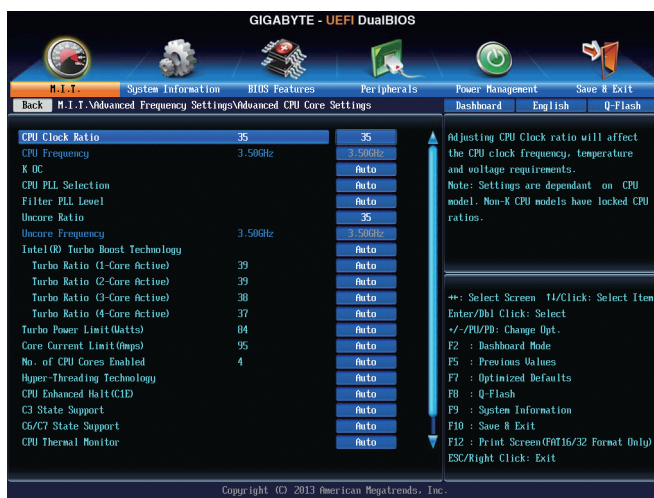 GIGABYTE - UEFI DualBIOS
M.I.T. System Information BIOS Features Peripherals Power Management Save & Exit
Back M.I.T.\Advanced Frequency Settings\Advanced CPU Core Settings Dashboard English Q-Flash
CPU Clock Ratio 35 35
CPU Frequency 3.50GHz 3.50GHz
K OC Auto
CPU PLL Selection Auto
Filter PLL Level Auto
Uncore Ratio 35
Uncore Frequency 3.50GHz 3.50GHz
Intel(R) Turbo Boost Technology Auto
Turbo Ratio (1-Core Active) 39 Auto
Turbo Ratio (2-Core Active) 39 Auto
Turbo Ratio (3-Core Active) 38 Auto
Turbo Ratio (4-Core Active) 37 Auto
Turbo Power Limit(Watts) 84 Auto
Core Current Limit(Amps) 95 Auto
No. of CPU Cores Enabled 4 Auto
Hyper-Threading Technology Auto
CPU Enhanced Halt(C1E) Auto
C3 State Support Auto
C6/C7 State Support Auto
CPU Thermal Monitor Auto
Adjusting CPU Clock ratio will affect
the CPU clock frequency, temperature
and voltage requirements.
Note: Settings are dependant on CPU
model. Non-K CPU models have locked CPU
ratios.
↔: Select Screen ↑↓/Click: Select Item
Enter/Dbl Click: Select
+/-/PU/PD: Change Opt.
F2 : Dashboard Mode
F5 : Previous Values
F7 : Optimized Defaults
F8 : Q-Flash
F9 : System Information
F10 : Save & Exit
F12 : Print Screen(FAT16/32 Format Only)
ESC/Right Click: Exit
Copyright (C) 2013 American Megatrends, Inc.